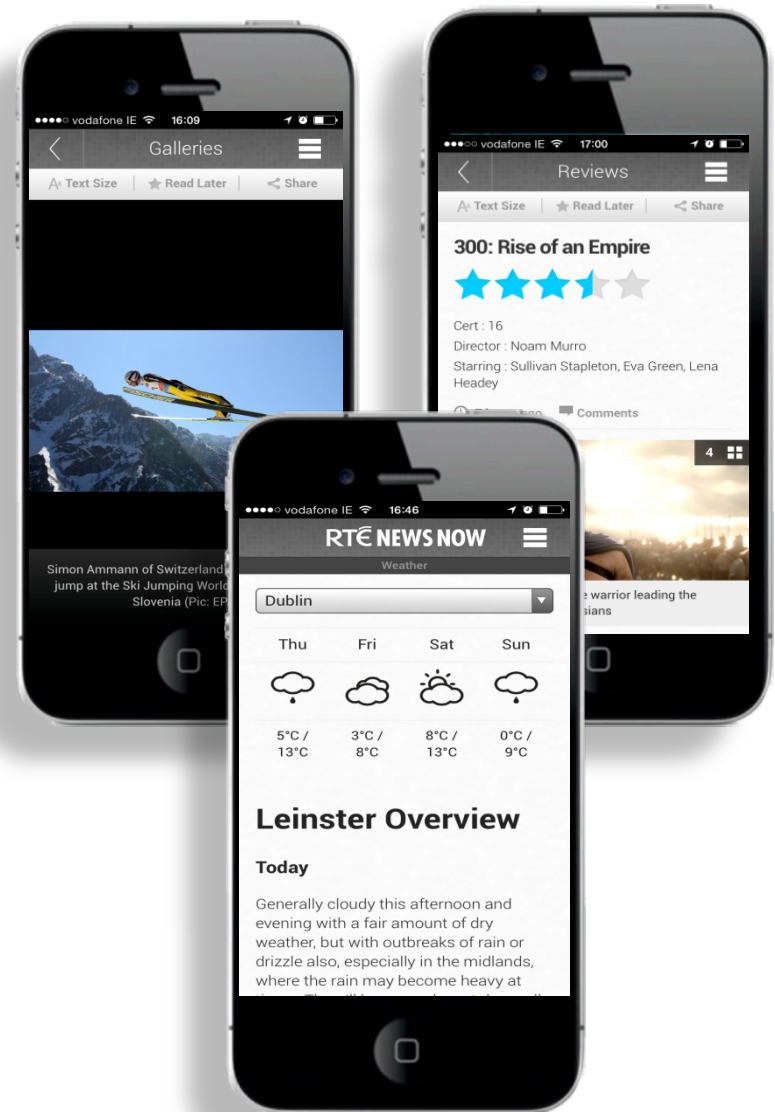 vodafone IE 16:09
Galleries
Text Size Read Later Share
Simon Ammann of Switzerland
jump at the Ski Jumping World
Slovenia (Pic: EP
vodafone IE 17:00
Reviews
Text Size Read Later Share
300: Rise of an Empire
Cert : 16
Director : Noam Murro
Starring : Sullivan Stapleton, Eva Green, Lena
Headey
Comments
4
warrior leading the
vodafone IE 16:46
RTÉ NEWS NOW
Weather
Dublin
Thu Fri Sat Sun
5°C / 3°C / 8°C / 0°C /
13°C 8°C 13°C 9°C
Leinster Overview
Today
Generally cloudy this afternoon and
evening with a fair amount of dry
weather, but with outbreaks of rain or
drizzle also, especially in the midlands,
where the rain may become heavy at